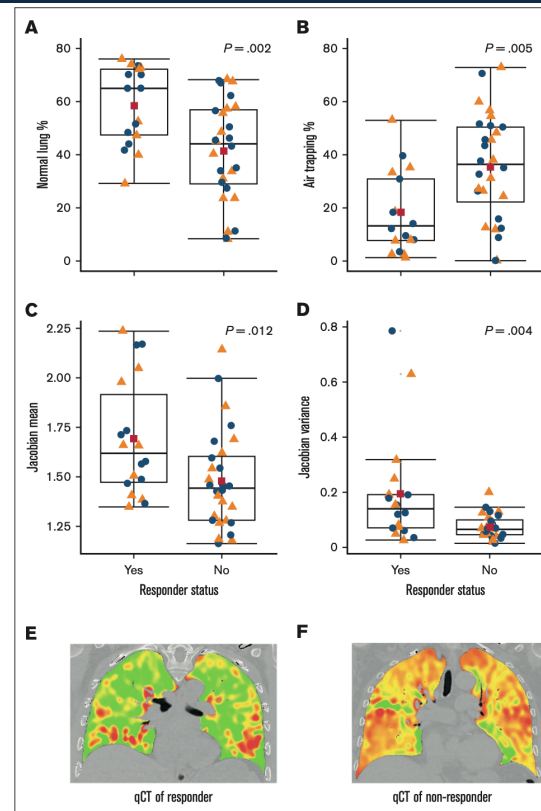 A
80
60
40
20
0
Normal lung %
P = .002
B
80
60
40
20
0
Air trapping %
P = .005
C
2.25
2.00
1.75
1.50
1.25
Jacobian mean
P = .012
Yes
No
Responder status
D
0.8
0.6
0.4
0.2
0
Jacobian variance
P = .004
Yes
No
Responder status
E
qCT of responder
F
qCT of non-responder